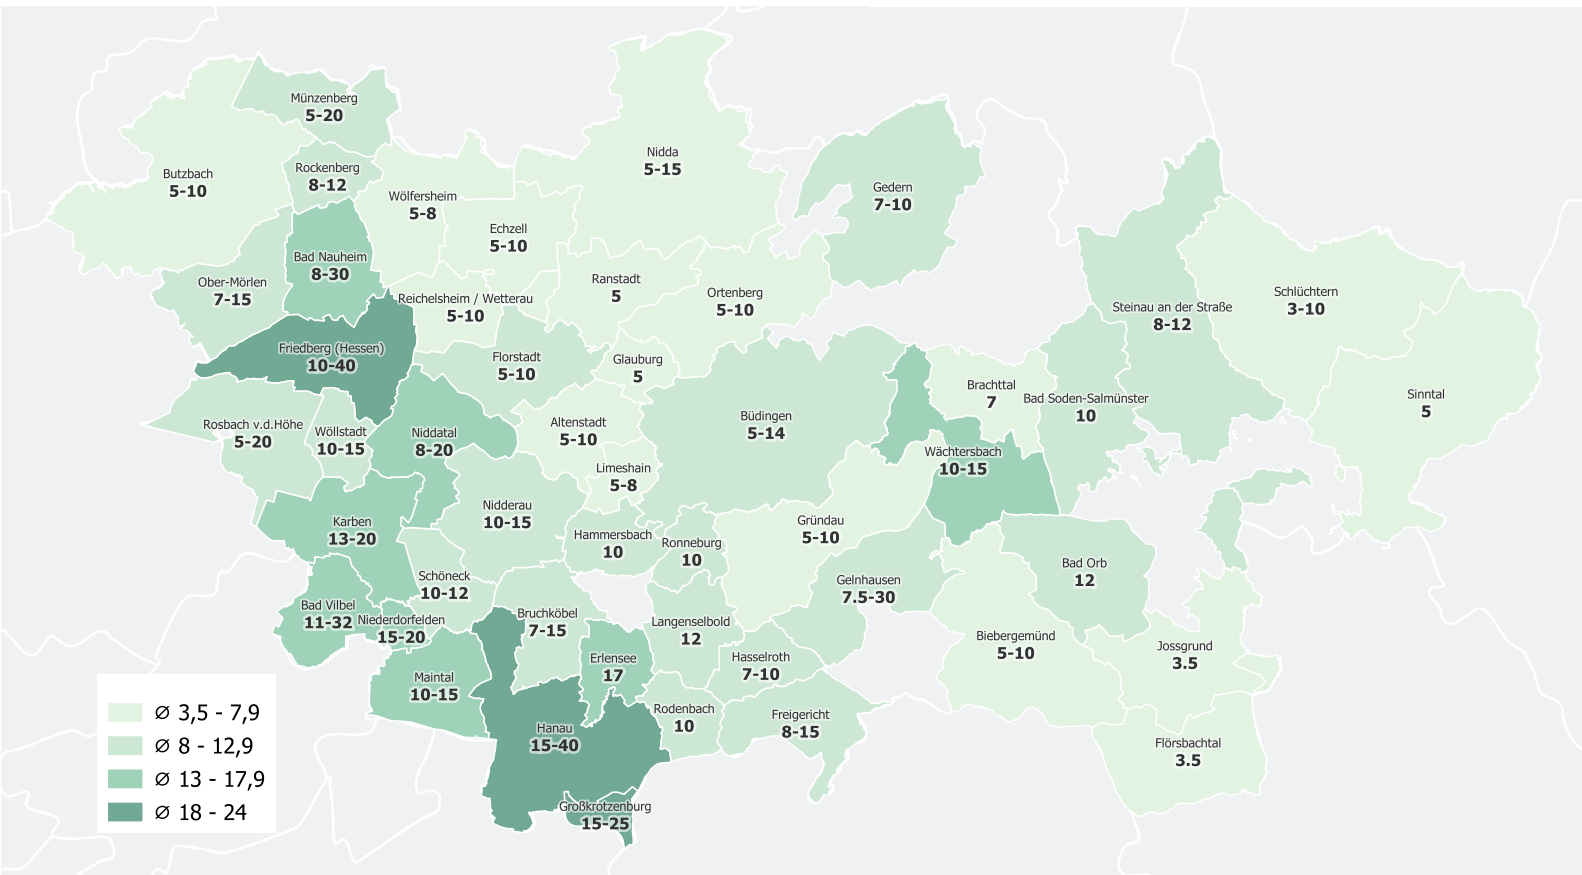 Münzenberg
5-20
Butzbach
5-10
Rockenberg
8-12
Wölfersheim
5-8
Nidda
5-15
Gedern
7-10
Echzell
5-10
Bad Nauheim
8-30
Ober-Mörlen
7-15
Reichelsheim / Wetterau
5-10
Ranstadt
5
Ortenberg
5-10
Steinau an der Straße
8-12
Schlüchtern
3-10
Friedberg (Hessen)
10-40
Florstadt
5-10
Glauburg
5
Brachttal
7
Bad Soden-Salmünster
10
Sinntal
5
Rosbach v.d.Höhe
5-20
Wöllstadt
10-15
Niddatal
8-20
Altenstadt
5-10
Büdingen
5-14
Wächtersbach
10-15
Limeshain
5-8
Karben
13-20
Nidderau
10-15
Hammersbach
10
Ronneburg
10
Gründau
5-10
Schöneck
10-12
Gelnhausen
7.5-30
Bad Orb
12
Bad Vilbel
11-32
Niederdorfelden
15-20
Bruchköbel
7-15
Langenselbold
12
Biebergemünd
5-10
Jossgrund
3.5
Maintal
10-15
Erlensee
17
Hasselroth
7-10
Hanau
15-40
Rodenbach
10
Freigericht
8-15
Flörsbachtal
3.5
Großkrotzenburg
15-25
∅ 3,5 - 7,9
∅ 8 - 12,9
∅ 13 - 17,9
∅ 18 - 24